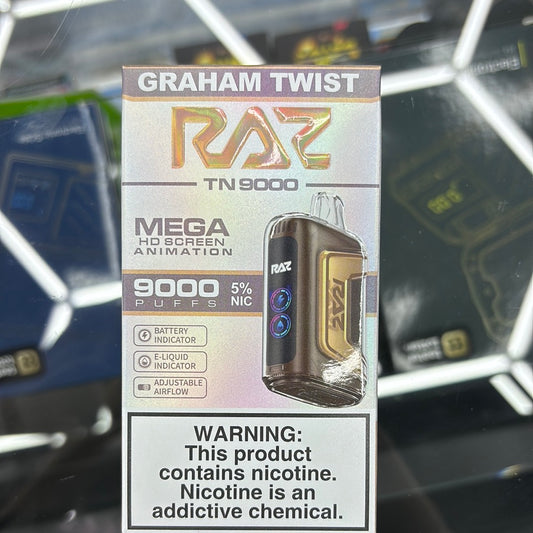 GRAHAM TWIST
RAZ
TN9000
MEGA
HD SCREEN
ANIMATION
9000
PUFFS
5%
NIC
BATTERY
INDICATOR
E-LIQUID
INDICATOR
ADJUSTABLE
AIRFLOW
RAZ
RAZ
WARNING:
This product
contains nicotine.
Nicotine is an
addictive chemical.